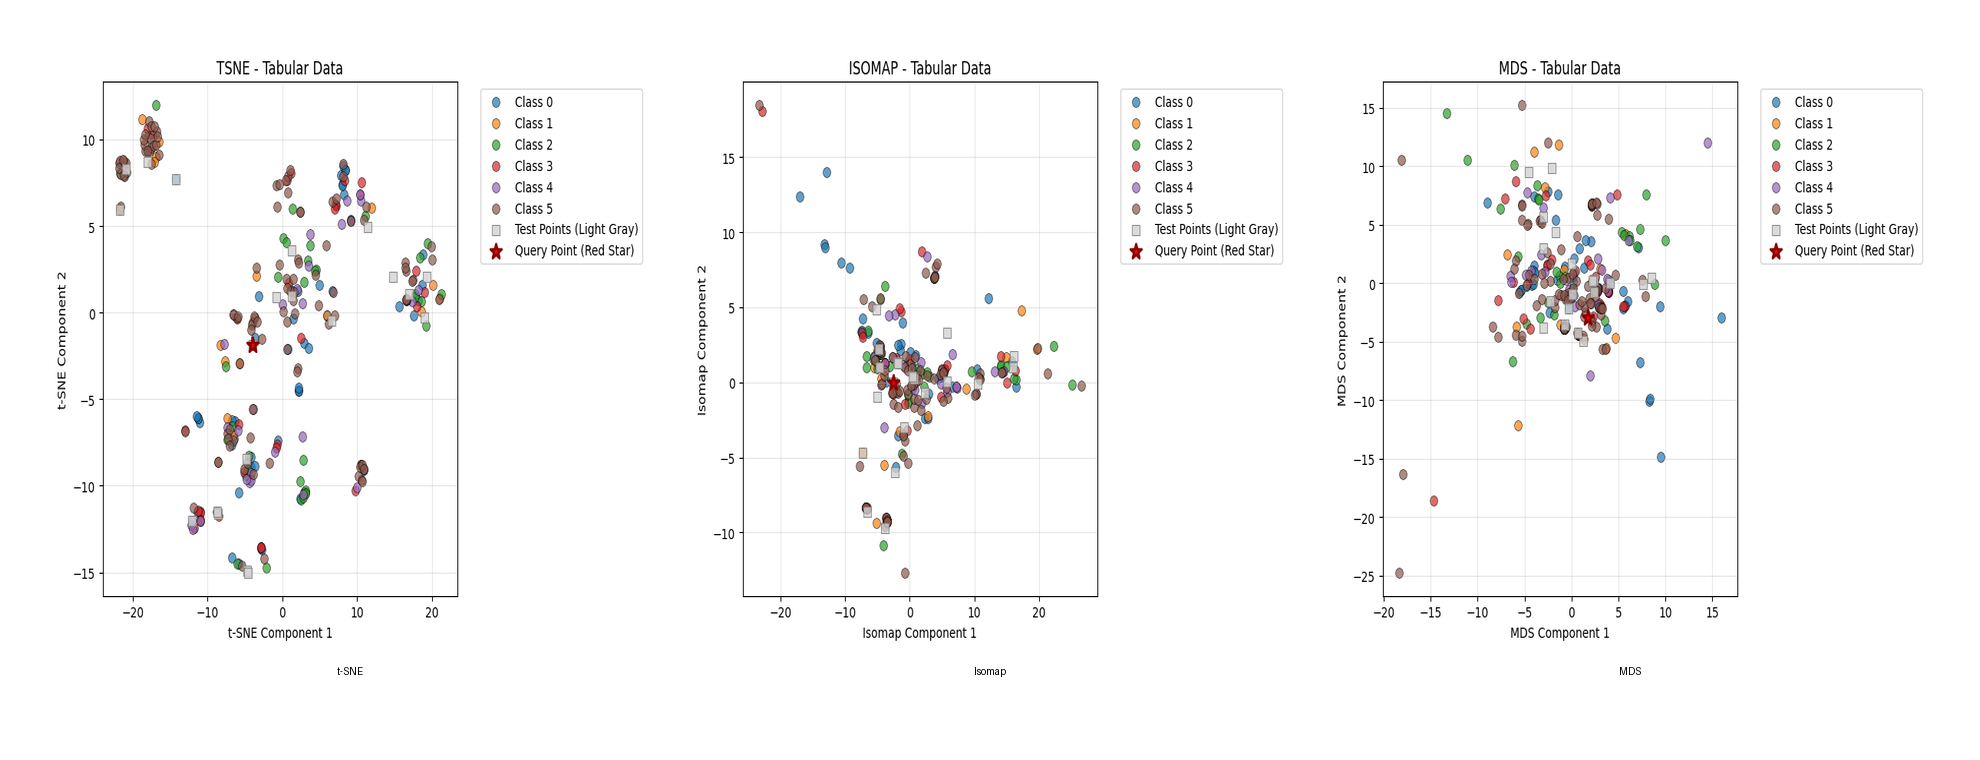 TSNE - Tabular Data
t-SNE Component 2
10
5
0
−5
−10
−15
−20
−10
0
10
20
t-SNE Component 1
Class 0
Class 1
Class 2
Class 3
Class 4
Class 5
Test Points (Light Gray)
Query Point (Red Star)
t-SNE
ISOMAP - Tabular Data
Isomap Component 2
15
10
5
0
−5
−10
−20
−10
0
10
20
Isomap Component 1
Class 0
Class 1
Class 2
Class 3
Class 4
Class 5
Test Points (Light Gray)
Query Point (Red Star)
Isomap
MDS - Tabular Data
MDS Component 2
15
10
5
0
−5
−10
−15
−20
−25
−20
−15
−10
−5
0
5
10
15
MDS Component 1
Class 0
Class 1
Class 2
Class 3
Class 4
Class 5
Test Points (Light Gray)
Query Point (Red Star)
MDS